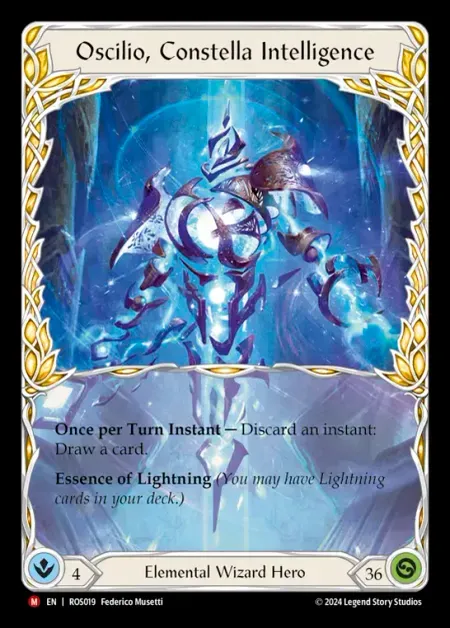 Oscilio, Constella Intelligence
Once per Turn Instant — Discard an instant:
Draw a card.
Essence of Lightning (You may have Lightning
cards in your deck.)
4
Elemental Wizard Hero
36
M EN | ROS019 Federico Musetti
© 2024 Legend Story Studios